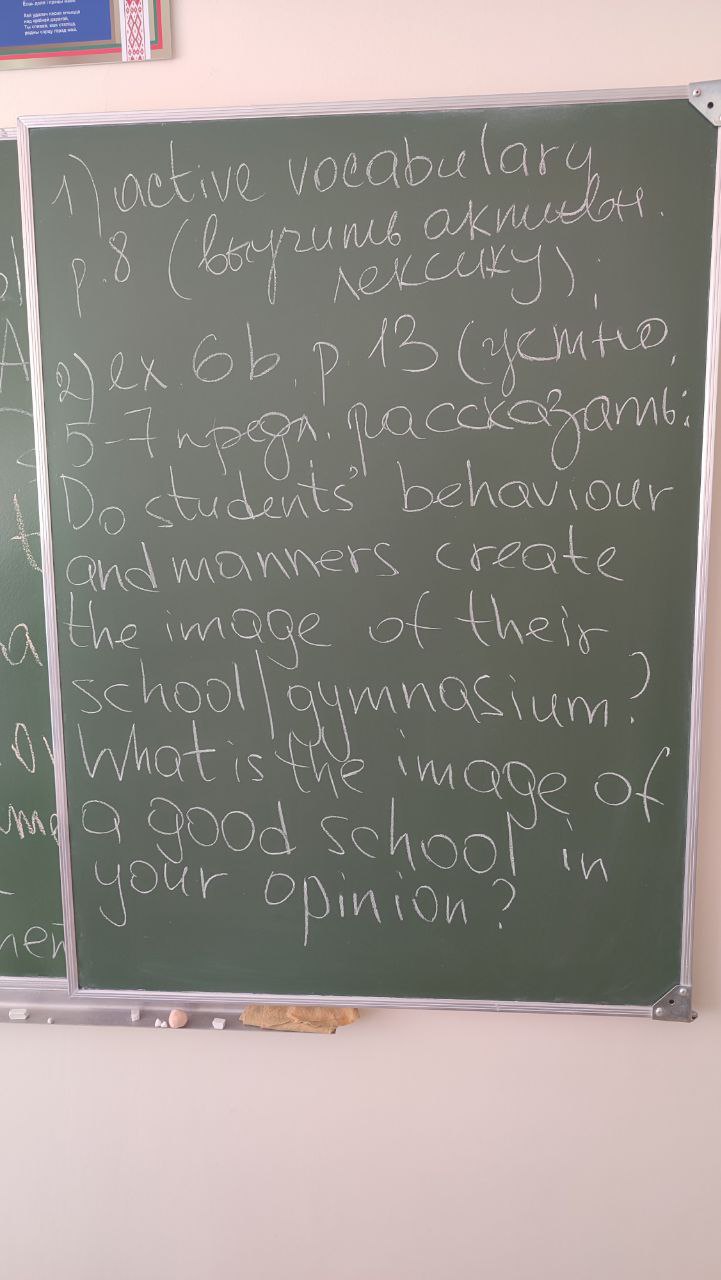 1) active vocabulary
p. 8 (выучить активн.
лексику);
2) ex. 6b, p. 13 (устно,
5-7 предл. рассказать:
Do students' behaviour
and manners create
the image of their
school/gymnasium?
What is the image of
a good school in
your opinion?